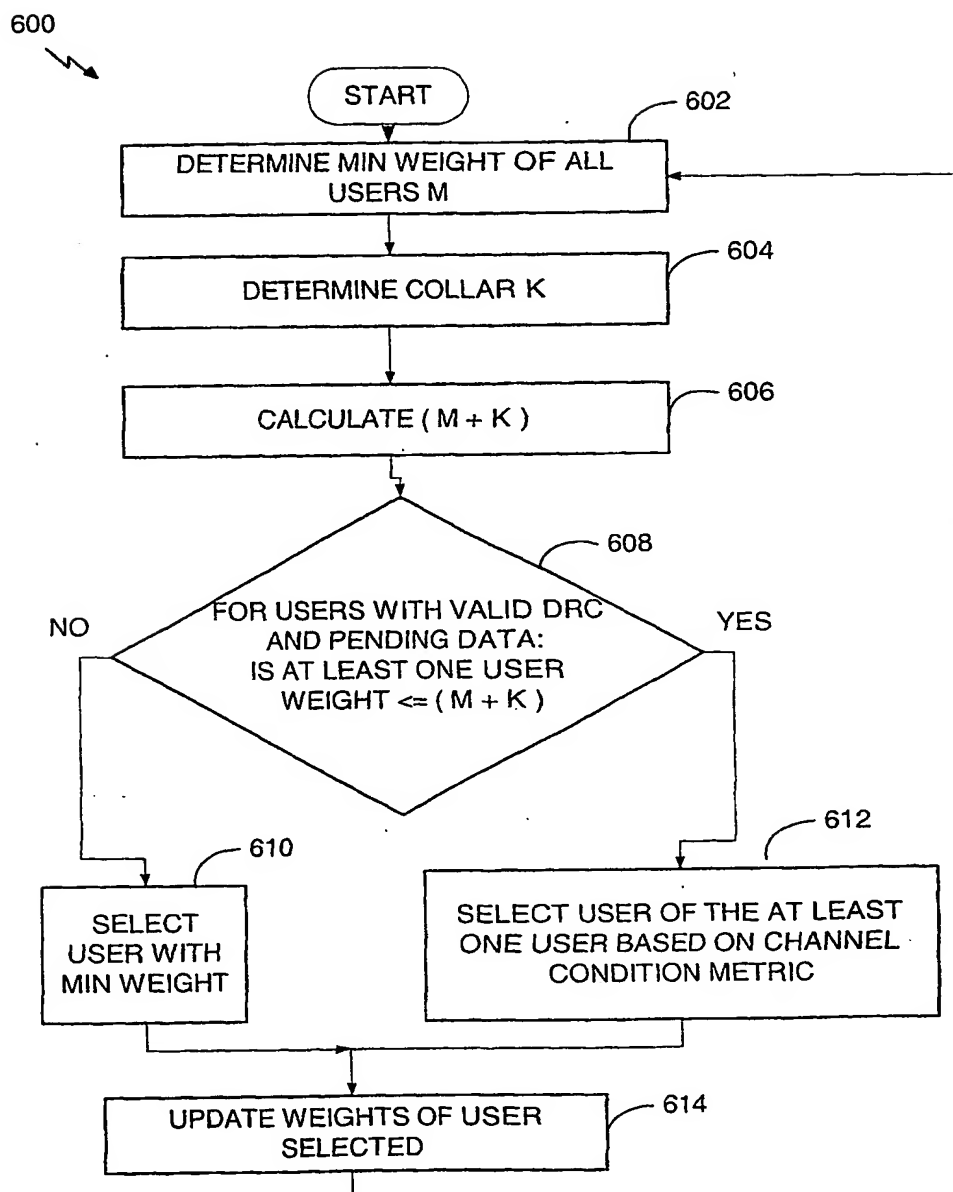 600
START
602
DETERMINE MIN WEIGHT OF ALL
USERS M
604
DETERMINE COLLAR K
606
CALCULATE ( M + K )
608
FOR USERS WITH VALID DRC
AND PENDING DATA:
IS AT LEAST ONE USER
WEIGHT <= ( M + K )
NO
YES
610
SELECT
USER WITH
MIN WEIGHT
612
SELECT USER OF THE AT LEAST
ONE USER BASED ON CHANNEL
CONDITION METRIC
614
UPDATE WEIGHTS OF USER
SELECTED